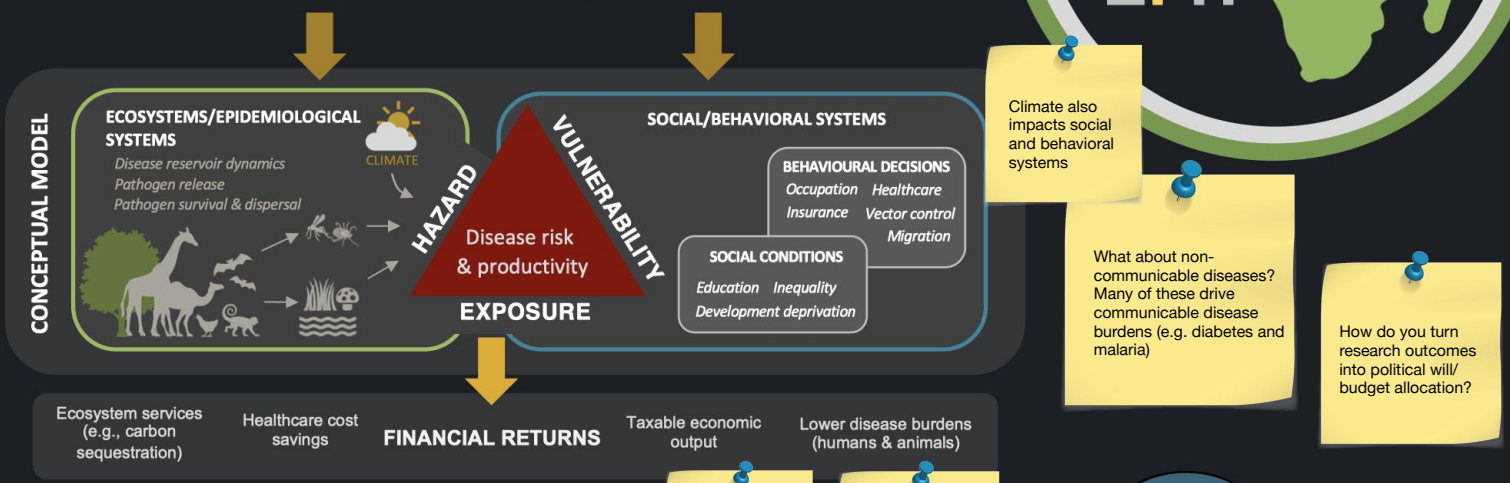 CONCEPTUAL MODEL
ECOSYSTEMS/EPIDEMIOLOGICAL
SYSTEMS
Disease reservoir dynamics
Pathogen release
Pathogen survival & dispersal
CLIMATE
HAZARD
VULNERABILITY
Disease risk
& productivity
EXPOSURE
SOCIAL/BEHAVIORAL SYSTEMS
BEHAVIOURAL DECISIONS
Occupation Healthcare
Insurance Vector control
Migration
SOCIAL CONDITIONS
Education Inequality
Development deprivation
Ecosystem services
(e.g., carbon
sequestration)
Healthcare cost
savings
FINANCIAL RETURNS
Taxable economic
output
Lower disease burdens
(humans & animals)
Climate also
impacts social
and behavioral
systems
What about non-
communicable diseases?
Many of these drive
communicable disease
burdens (e.g. diabetes and
malaria)
How do you turn
research outcomes
into political will/
budget allocation?